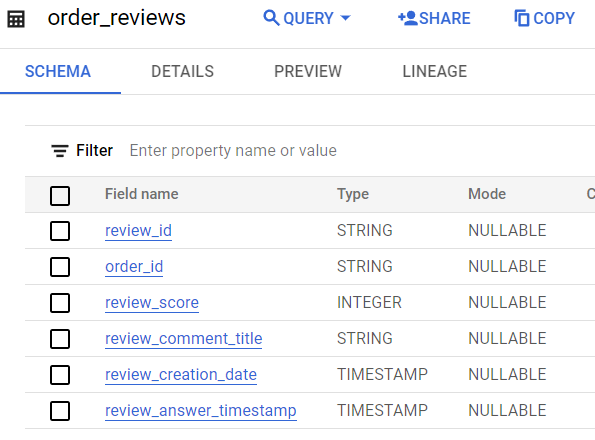 order_reviews QUERY SHARE COPY
SCHEMA DETAILS PREVIEW LINEAGE
Filter Enter property name or value
Field name Type Mode C
review_id STRING NULLABLE
order_id STRING NULLABLE
review_score INTEGER NULLABLE
review_comment_title STRING NULLABLE
review_creation_date TIMESTAMP NULLABLE
review_answer_timestamp TIMESTAMP NULLABLE